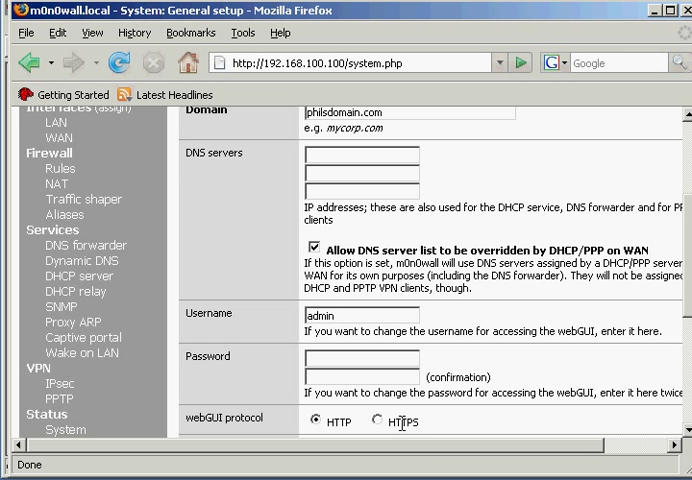 m0n0wall.local - System: General setup - Mozilla Firefox
File Edit View History Bookmarks Tools Help
http://192.168.100.100/system.php
Google
Getting Started Latest Headlines
Interfaces (assign)
LAN
WAN
Firewall
Rules
NAT
Traffic shaper
Aliases
Services
DNS forwarder
Dynamic DNS
DHCP server
DHCP relay
SNMP
Proxy ARP
Captive portal
Wake on LAN
VPN
IPsec
PPTP
Status
System
Domain
philsdomain.com
e.g. mycorp.com
DNS servers
IP addresses; these are also used for the DHCP service, DNS forwarder and for PP
clients
Allow DNS server list to be overridden by DHCP/PPP on WAN
If this option is set, m0n0wall will use DNS servers assigned by a DHCP/PPP server
WAN for its own purposes (including the DNS forwarder). They will not be assigned
DHCP and PPTP VPN clients, though.
Username
admin
If you want to change the username for accessing the webGUI, enter it here.
Password
(confirmation)
If you want to change the password for accessing the webGUI, enter it here twice
webGUI protocol
HTTP HTTPS
Done